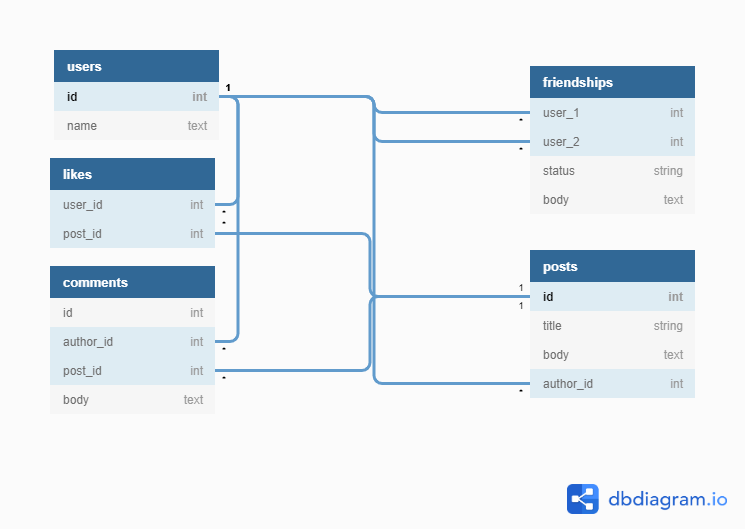 users
id int
name text
1
likes
user_id int
*
*
post_id int
comments
id int
author_id int
*
post_id int
*
body text
friendships
user_1 int
*
user_2 int
*
status string
body text
posts
1
id int
1
title string
body text
author_id int
*
dbdiagram.io